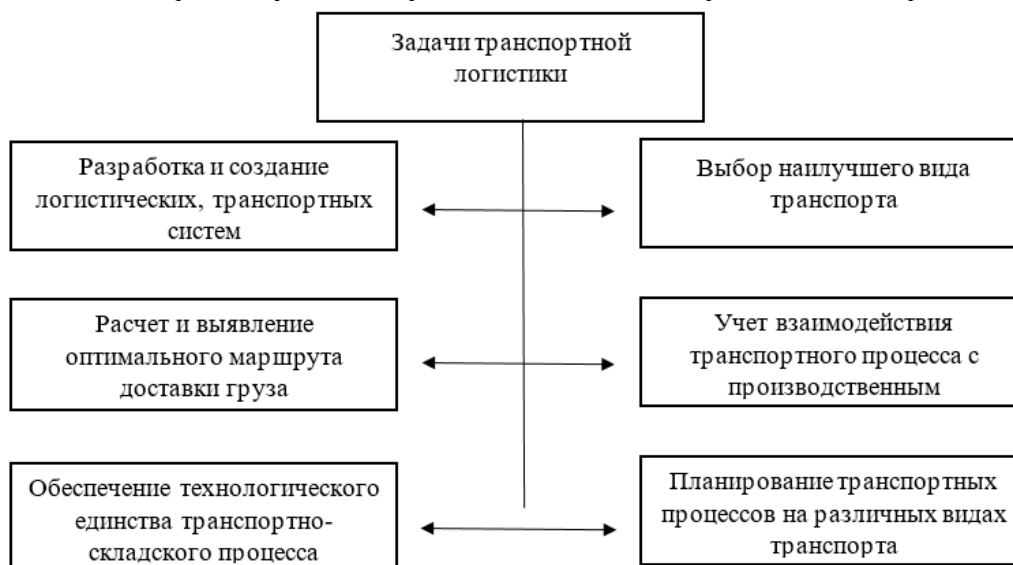 Задачи транспортной
логистики
Разработка и создание
логистических, транспортных
систем
Выбор наилучшего вида
транспорта
Расчет и выявление
оптимального маршрута
доставки груза
Учет взаимодействия
транспортного процесса с
производственным
Обеспечение технологического
единства транспортно-
складского процесса
Планирование транспортных
процессов на различных видах
транспорта